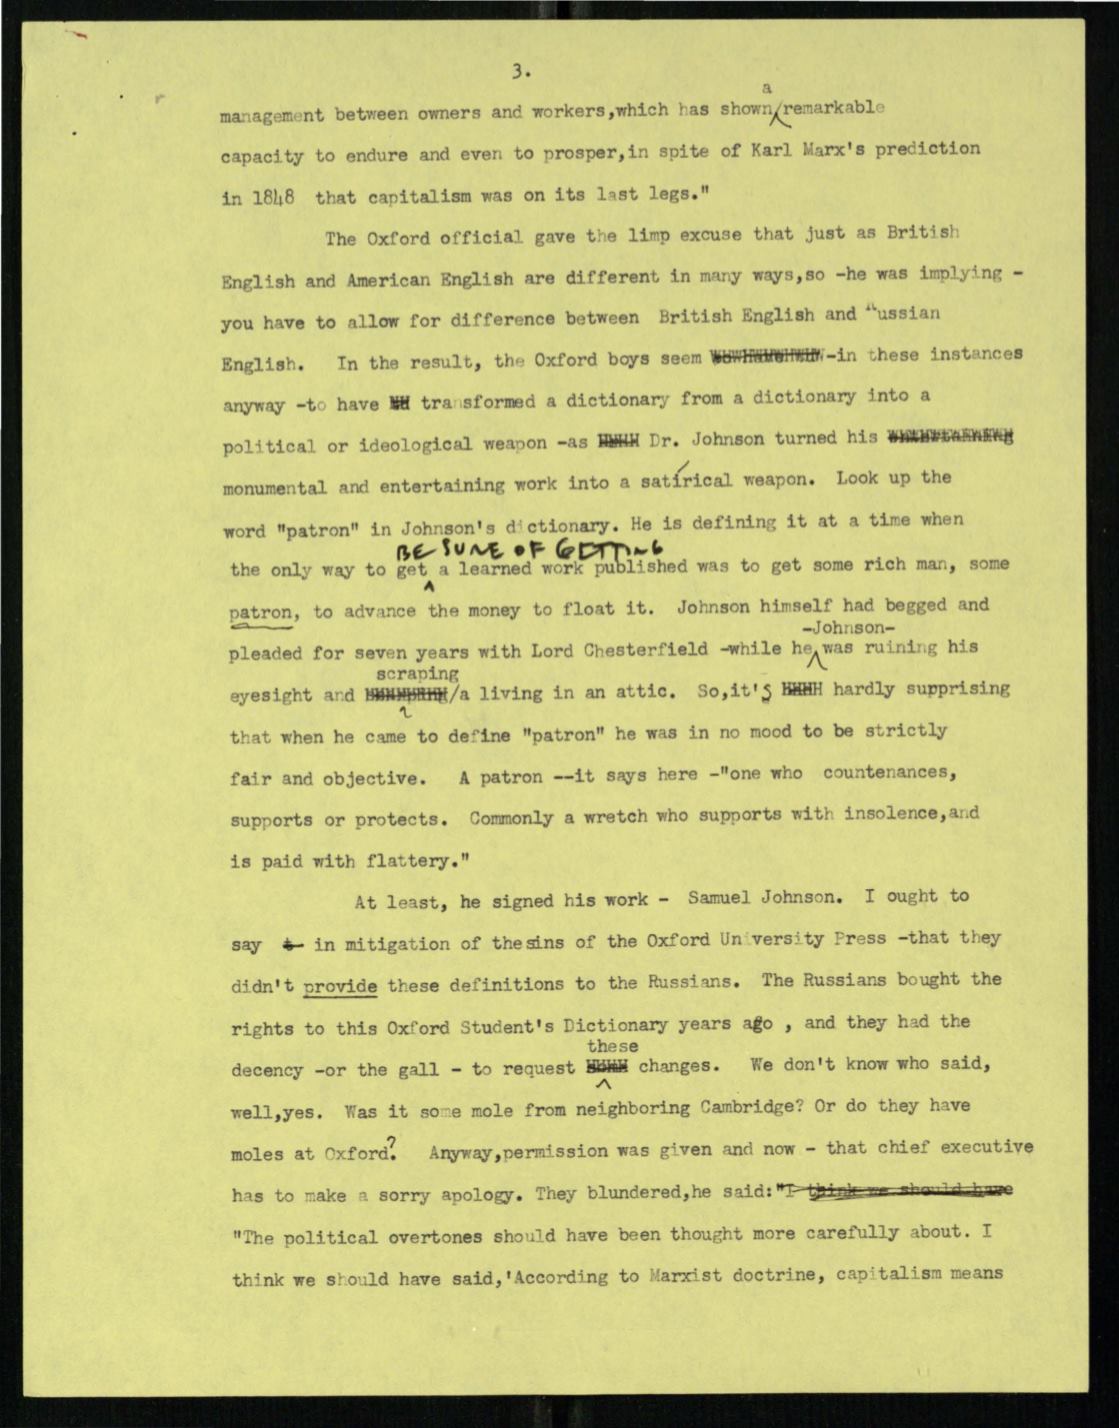 3.
a
management between owners and workers,which has shown remarkable
capacity to endure and even to prosper,in spite of Karl Marx's prediction
in 1848 that capitalism was on its last legs."
The Oxford official gave the limp excuse that just as British
English and American English are different in many ways,so -he was implying -
you have to allow for difference between British English and Russian
English. In the result, the Oxford boys seem -in these instances
anyway -to have transformed a dictionary from a dictionary into a
political or ideological weapon -as Dr. Johnson turned his
monumental and entertaining work into a satirical weapon. Look up the
word "patron" in Johnson's dictionary. He is defining it at a time when
BE SURE OF GETTING
the only way to get a learned work published was to get some rich man, some
patron, to advance the money to float it. Johnson himself had begged and
-Johnson-
pleaded for seven years with Lord Chesterfield -while he was ruining his
scraping
eyesight and /a living in an attic. So,it's hardly surprising
that when he came to define "patron" he was in no mood to be strictly
fair and objective. A patron --it says here -"one who countenances,
supports or protects. Commonly a wretch who supports with insolence,and
is paid with flattery."
At least, he signed his work - Samuel Johnson. I ought to
say t- in mitigation of thesins of the Oxford University Press -that they
didn't provide these definitions to the Russians. The Russians bought the
rights to this Oxford Student's Dictionary years ago , and they had the
these
decency -or the gall - to request changes. We don't know who said,
well,yes. Was it some mole from neighboring Cambridge? Or do they have
moles at Oxford? Anyway,permission was given and now - that chief executive
has to make a sorry apology. They blundered,he said:"I think we should have
"The political overtones should have been thought more carefully about. I
think we should have said,'According to Marxist doctrine, capitalism means